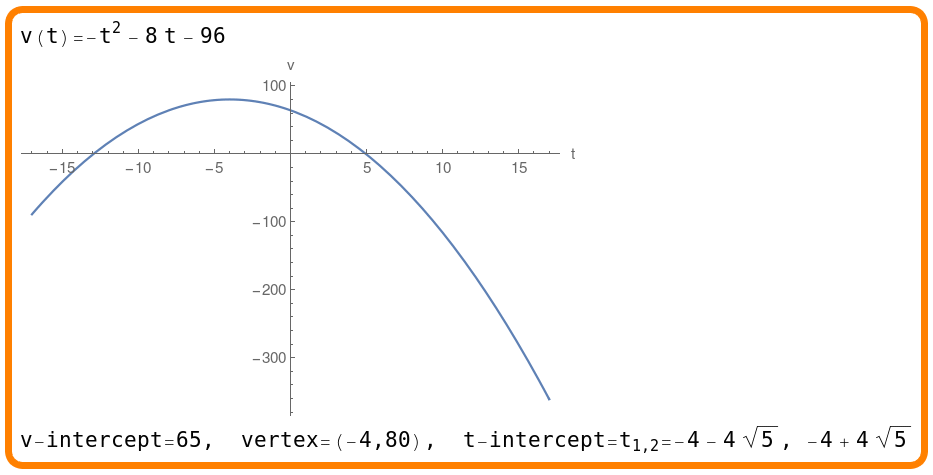 v(t)=-t² - 8 t - 96
v
100
-15 -10 -5 5 10 15 t
-100
-200
-300
v-intercept=65, vertex=(-4,80), t-intercept=t₁,₂=-4 - 4 √5, -4 + 4 √5